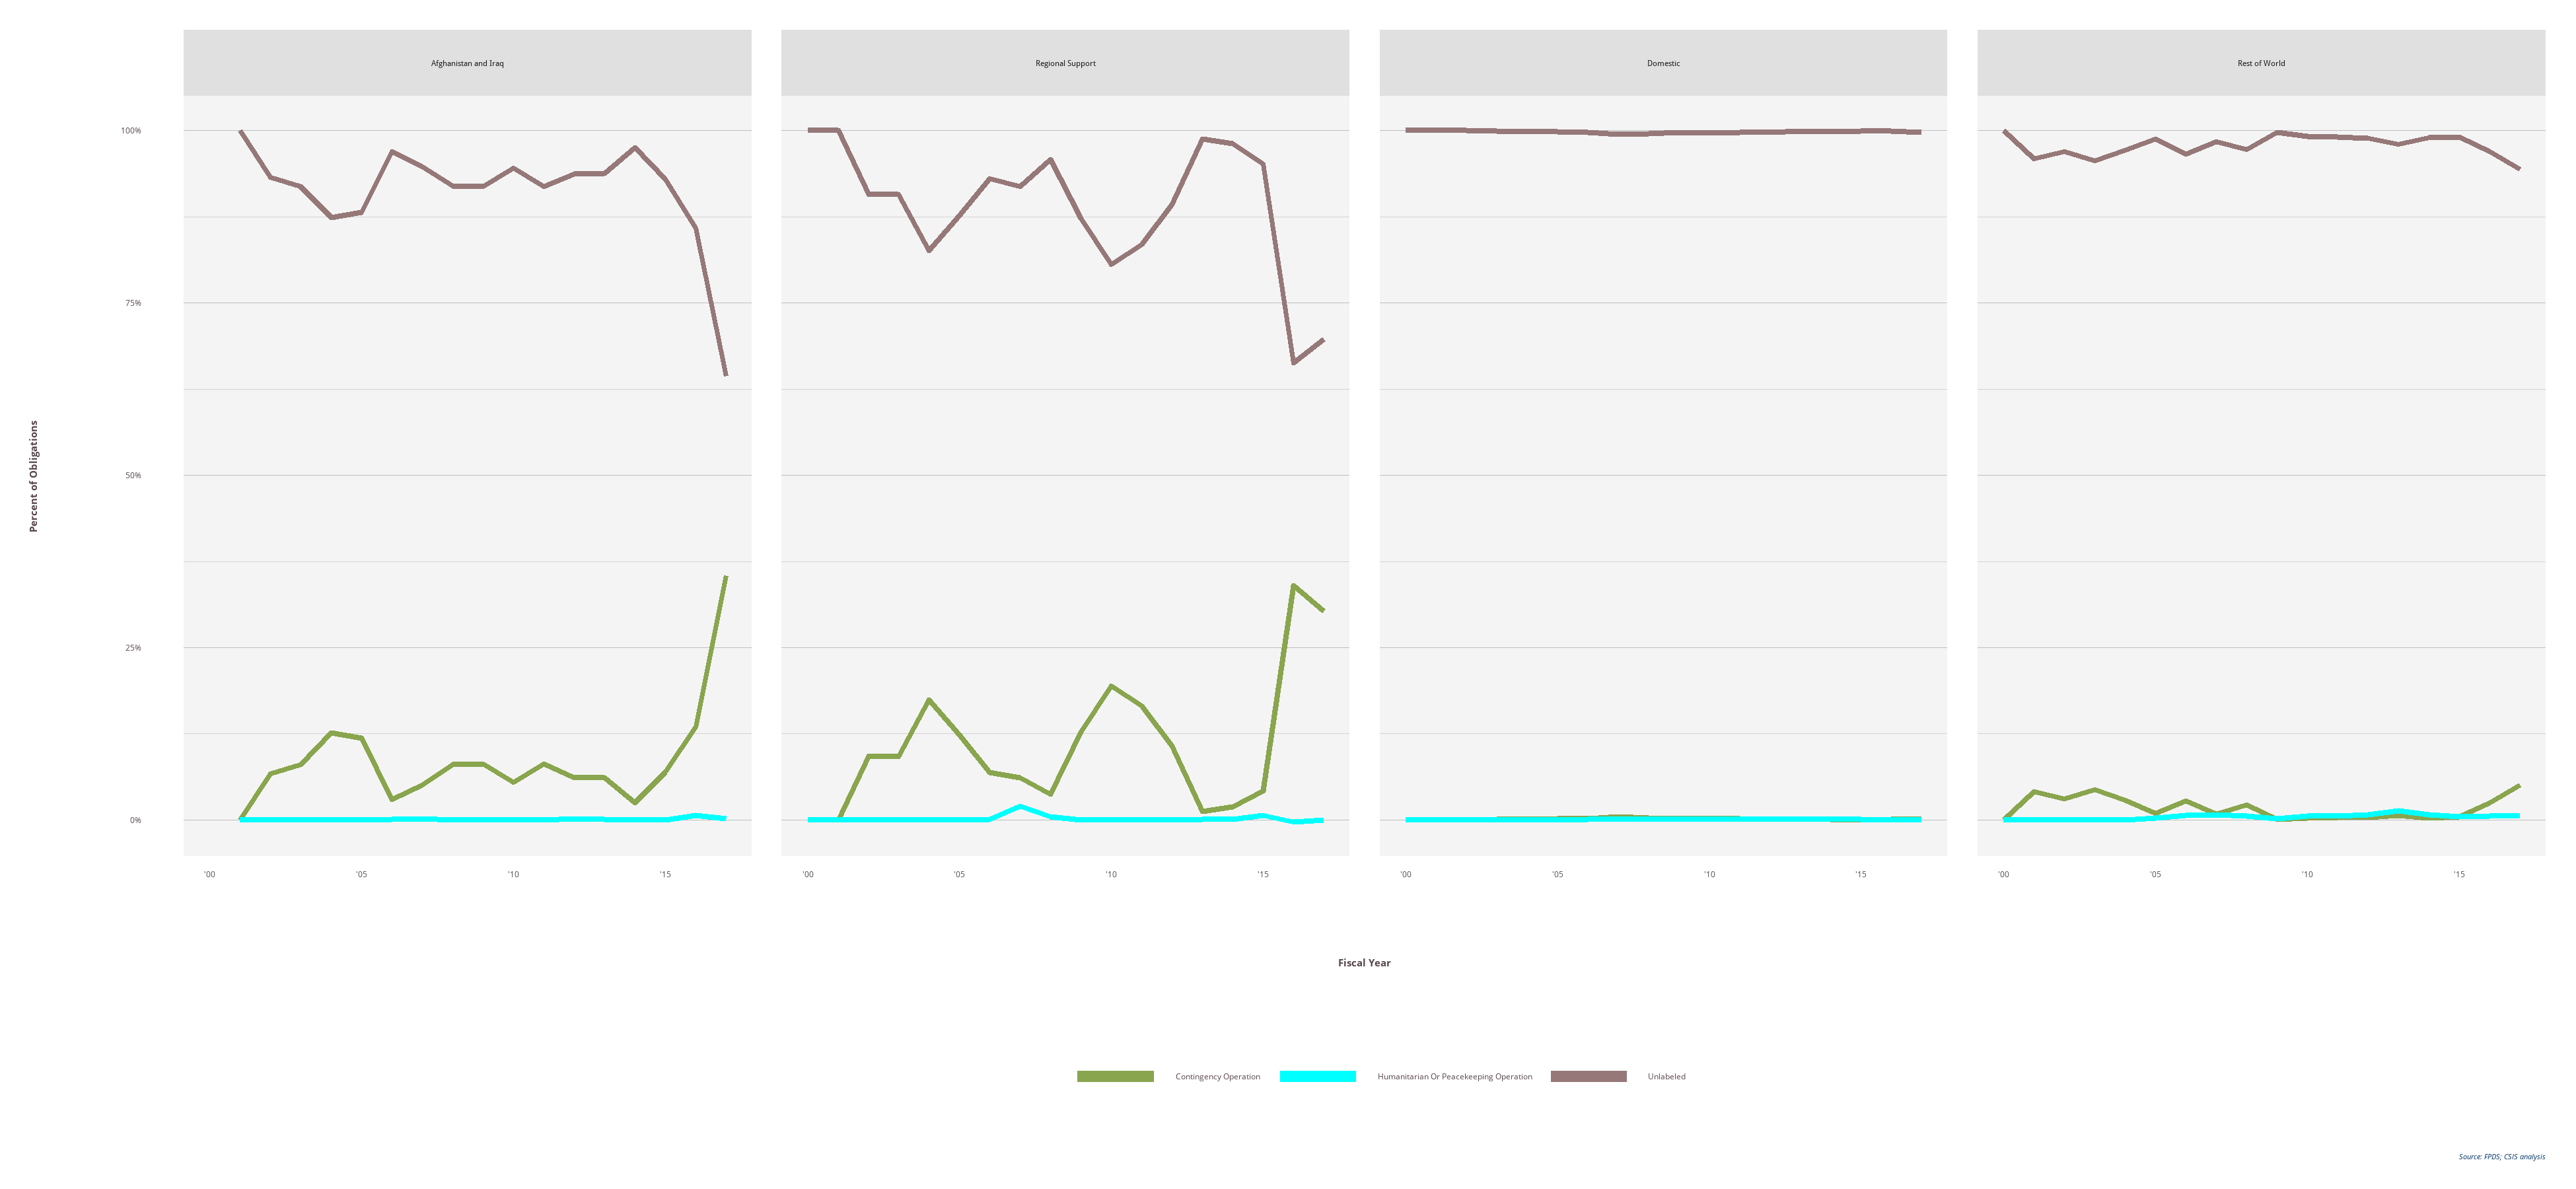 Afghanistan and Iraq
Regional Support
Domestic
Rest of World
Percent of Obligations
100%
75%
50%
25%
0%
'00 '05 '10 '15
'00 '05 '10 '15
'00 '05 '10 '15
'00 '05 '10 '15
Fiscal Year
Contingency Operation
Humanitarian Or Peacekeeping Operation
Unlabeled
Source: FPDS; CSIS analysis